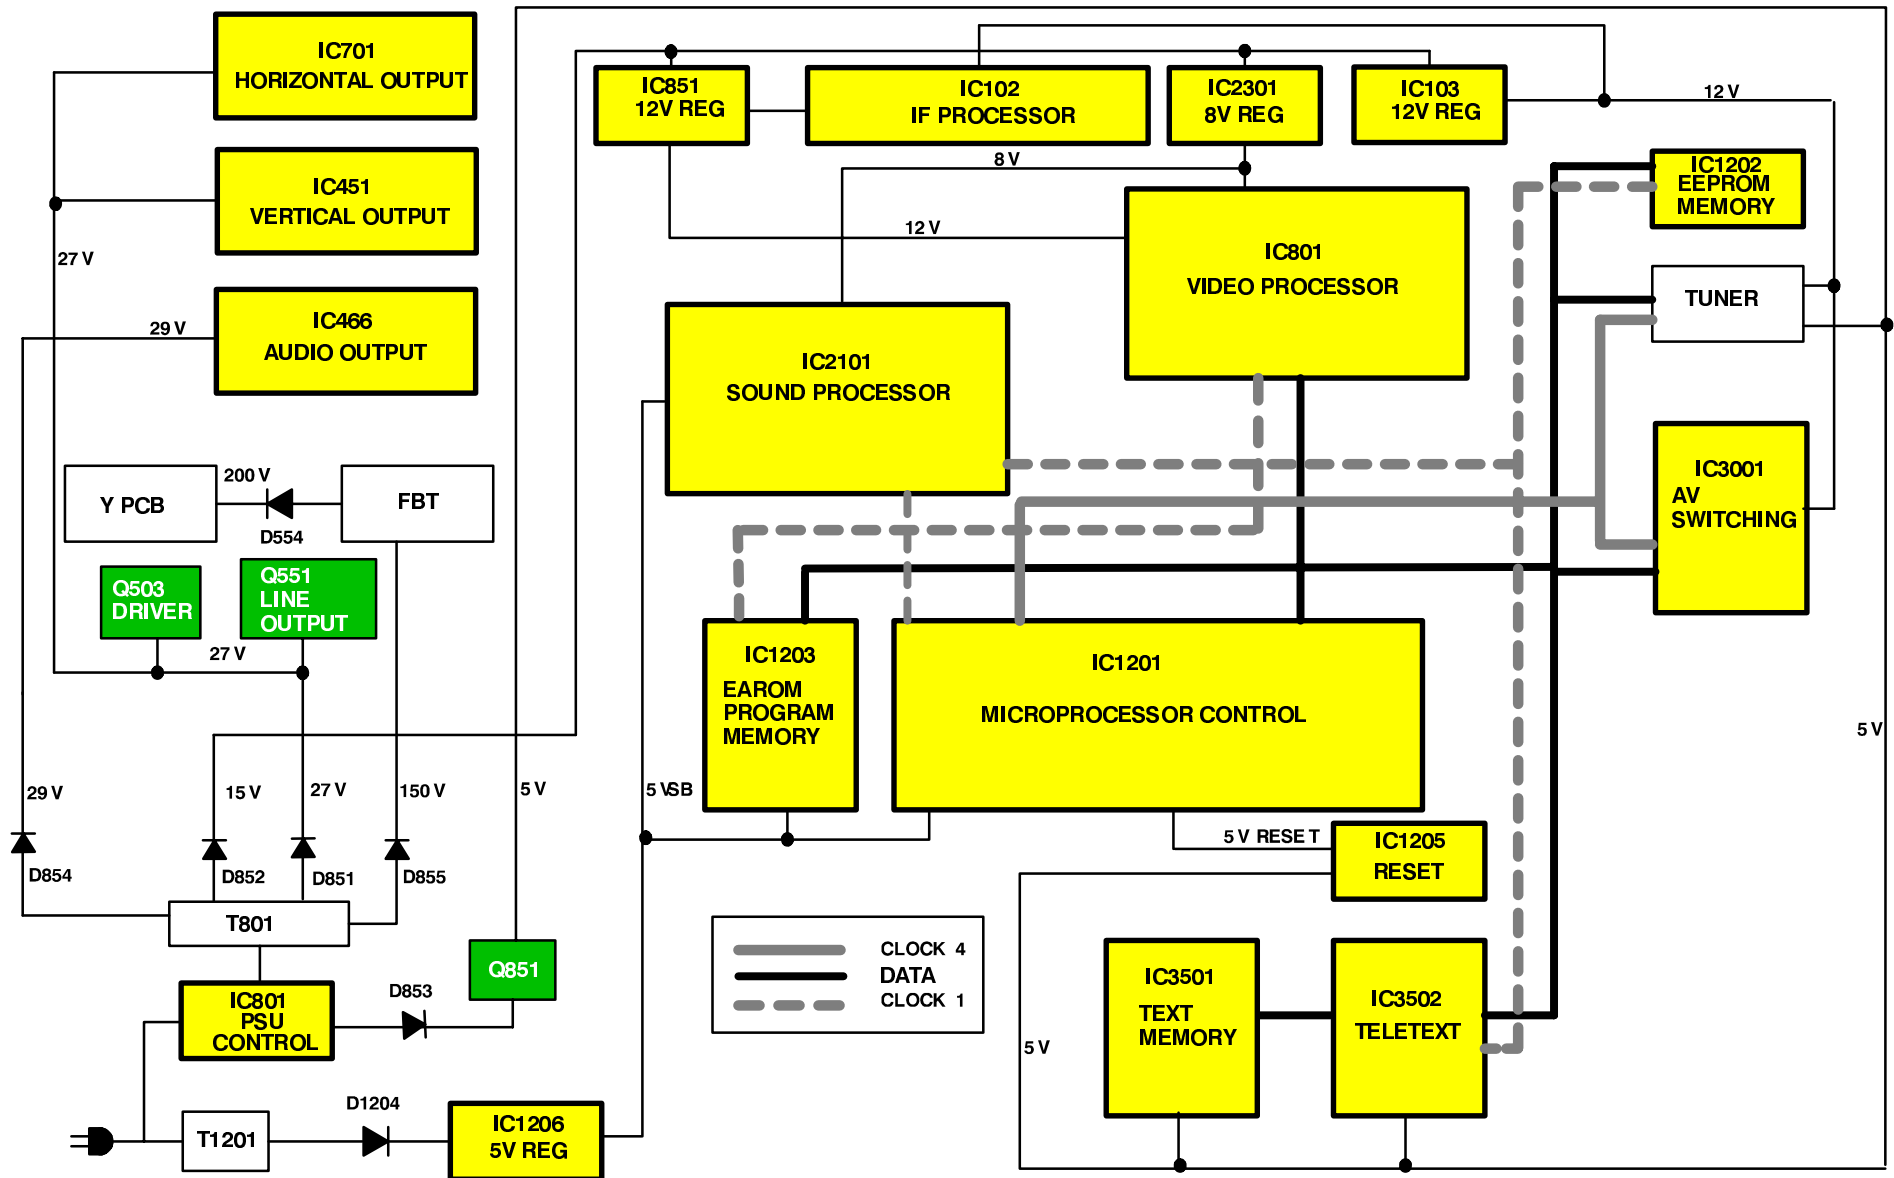 IC701
HORIZONTAL OUTPUT
IC451
VERTICAL OUTPUT
27 V
IC466
AUDIO OUTPUT
29 V
IC851
12V REG
IC102
IF PROCESSOR
IC2301
8V REG
IC103
12V REG
12 V
8 V
12 V
IC1202
EEPROM
MEMORY
IC801
VIDEO PROCESSOR
TUNER
IC2101
SOUND PROCESSOR
IC3001
AV
SWITCHING
Y PCB
200 V
D554
FBT
Q503
DRIVER
Q551
LINE
OUTPUT
27 V
IC1203
EAROM
PROGRAM
MEMORY
IC1201
MICROPROCESSOR CONTROL
5 V
29 V
15 V
27 V
150 V
5 V
5 VSB
D854
D852
D851
D855
T801
5 V RESET
IC1205
RESET
Q851
IC801
PSU
CONTROL
D853
CLOCK 4
DATA
CLOCK 1
5 V
IC3501
TEXT
MEMORY
IC3502
TELETEXT
T1201
D1204
IC1206
5V REG